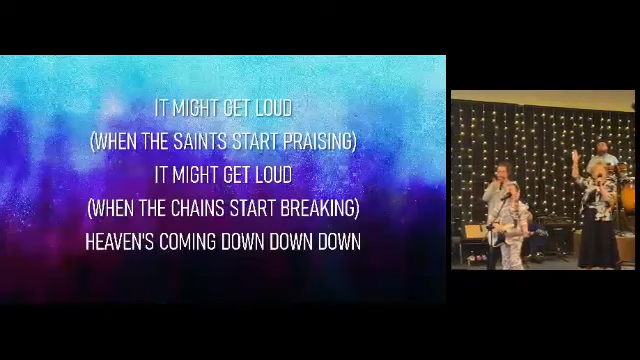 IT MIGHT GET LOUD
(WHEN THE SAINTS START PRAISING)
IT MIGHT GET LOUD
(WHEN THE CHAINS START BREAKING)
HEAVEN'S COMING DOWN DOWN DOWN